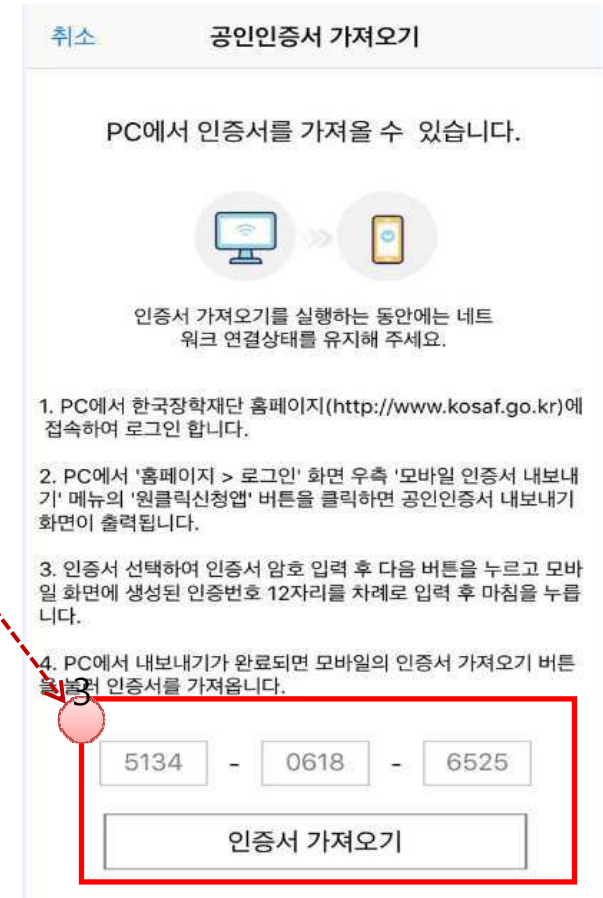 취소 공인인증서 가져오기
PC에서 인증서를 가져올 수 있습니다.
인증서 가져오기를 실행하는 동안에는 네트
워크 연결상태를 유지해 주세요.
1. PC에서 한국장학재단 홈페이지(http://www.kosaf.go.kr)에
접속하여 로그인 합니다.
2. PC에서 '홈페이지 > 로그인' 화면 우측 '모바일 인증서 내보내
기' 메뉴의 '원클릭신청앱' 버튼을 클릭하면 공인인증서 내보내기
화면이 출력됩니다.
3. 인증서 선택하여 인증서 암호 입력 후 다음 버튼을 누르고 모바
일 화면에 생성된 인증번호 12자리를 차례로 입력 후 마침을 누릅
니다.
4. PC에서 내보내기가 완료되면 모바일의 인증서 가져오기 버튼
을 눌러 인증서를 가져옵니다.
3
5134 - 0618 - 6525
인증서 가져오기